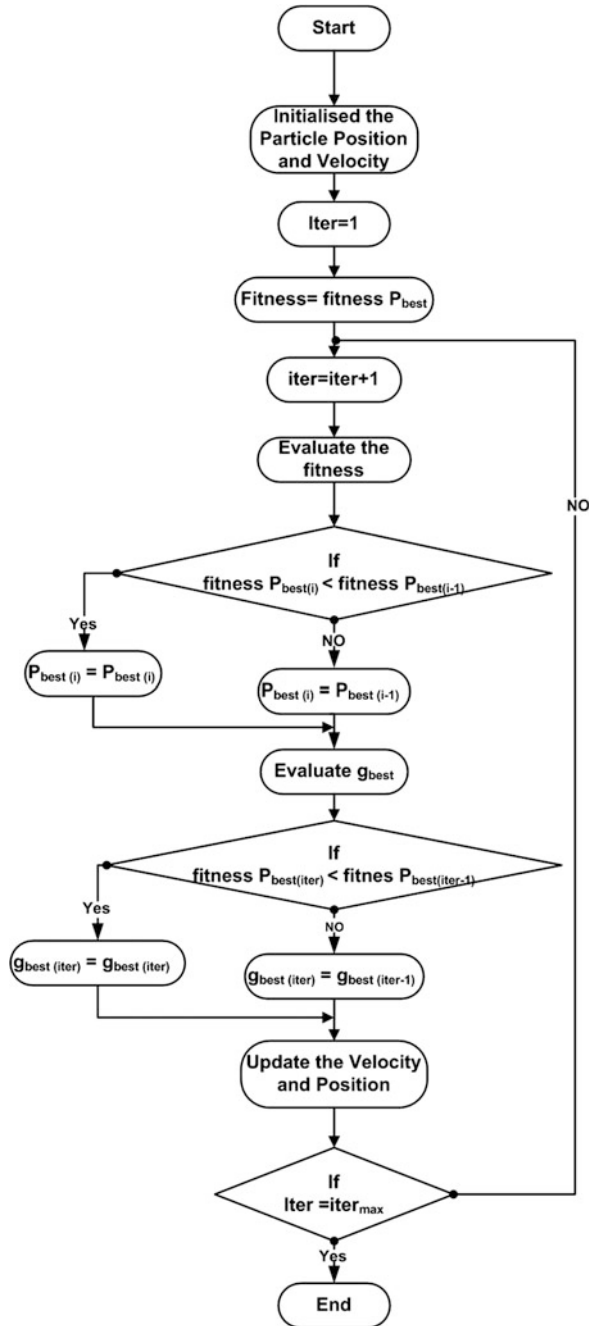 Start
Initialised the
Particle Position
and Velocity
Iter=1
Fitness= fitness Pbest
iter=iter+1
Evaluate the
fitness
NO
If
fitness Pbest(i) < fitness Pbest(i-1)
Yes
NO
Pbest (i) = Pbest (i)
Pbest (i) = Pbest (i-1)
Evaluate gbest
If
fitness Pbest(iter) < fitnes Pbest(iter-1)
Yes
NO
gbest (iter) = gbest (iter)
gbest (iter) = gbest (iter-1)
Update the Velocity
and Position
If
Iter =itermax
Yes
End